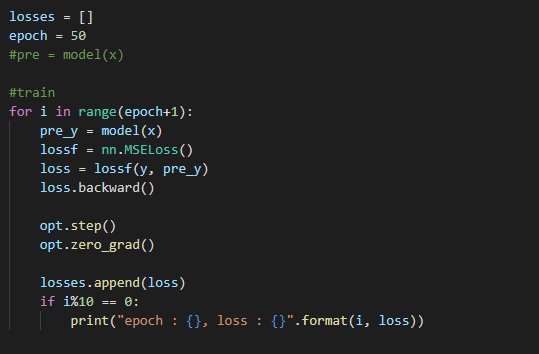 losses = []
epoch = 50
#pre = model(x)
#train
for i in range(epoch+1):
pre_y = model(x)
lossf = nn.MSELoss()
loss = lossf(y, pre_y)
loss.backward()
opt.step()
opt.zero_grad()
losses.append(loss)
if i%10 == 0:
print("epoch : {}, loss : {}".format(i, loss))